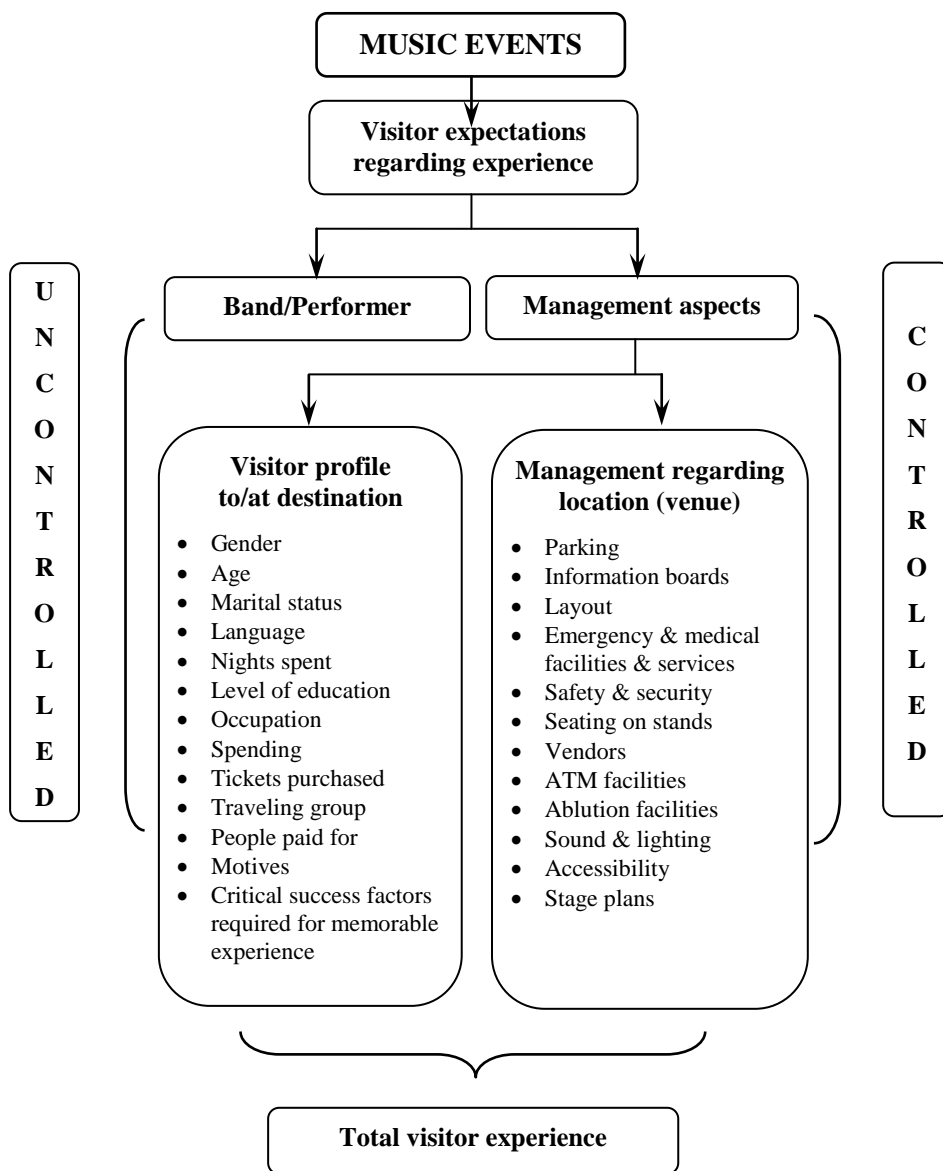 MUSIC EVENTS
Visitor expectations
regarding experience
UNCONTROLLED
Band/Performer
Management aspects
CONTROLLED
Visitor profile
to/at destination
• Gender
• Age
• Marital status
• Language
• Nights spent
• Level of education
• Occupation
• Spending
• Tickets purchased
• Traveling group
• People paid for
• Motives
• Critical success factors
required for memorable
experience
Management regarding
location (venue)
• Parking
• Information boards
• Layout
• Emergency & medical
facilities & services
• Safety & security
• Seating on stands
• Vendors
• ATM facilities
• Ablution facilities
• Sound & lighting
• Accessibility
• Stage plans
Total visitor experience